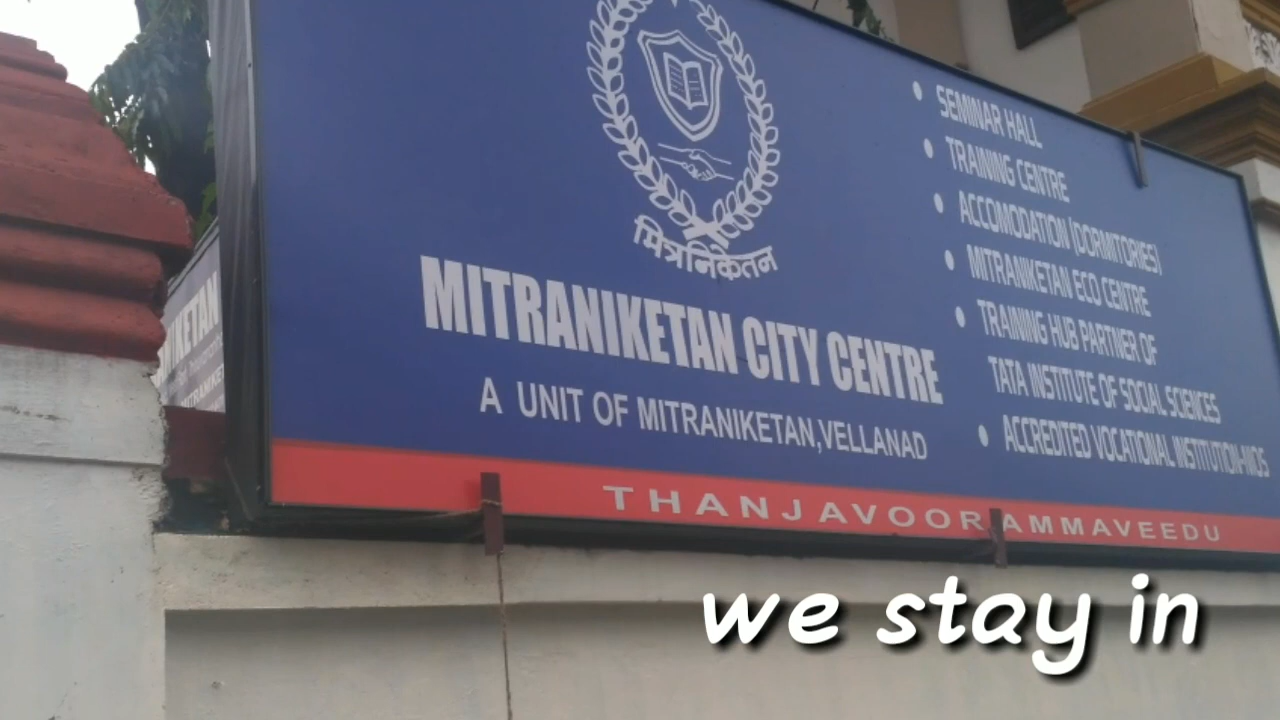 मित्रनिकेतन
MITRANIKETAN CITY CENTRE
A UNIT OF MITRANIKETAN,VELLANAD
• SEMINAR HALL
• TRAINING CENTRE
• ACCOMODATION (DORMITORIES)
• MITRANIKETAN ECO CENTRE
• TRAINING HUB PARTNER OF
TATA INSTITUTE OF SOCIAL SCIENCES
• ACCREDITED VOCATIONAL INSTITUTION-NIOS
THANJAVOOR AMMAVEEDU
we stay in